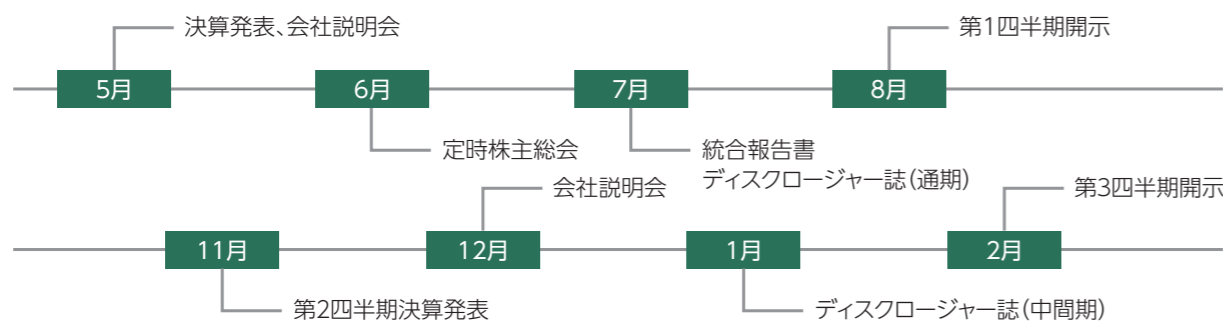 決算発表、会社説明会
第1四半期開示
5月
6月
7月
8月
定時株主総会
統合報告書
ディスクロージャー誌(通期)
会社説明会
第3四半期開示
11月
12月
1月
2月
第2四半期決算発表
ディスクロージャー誌(中間期)